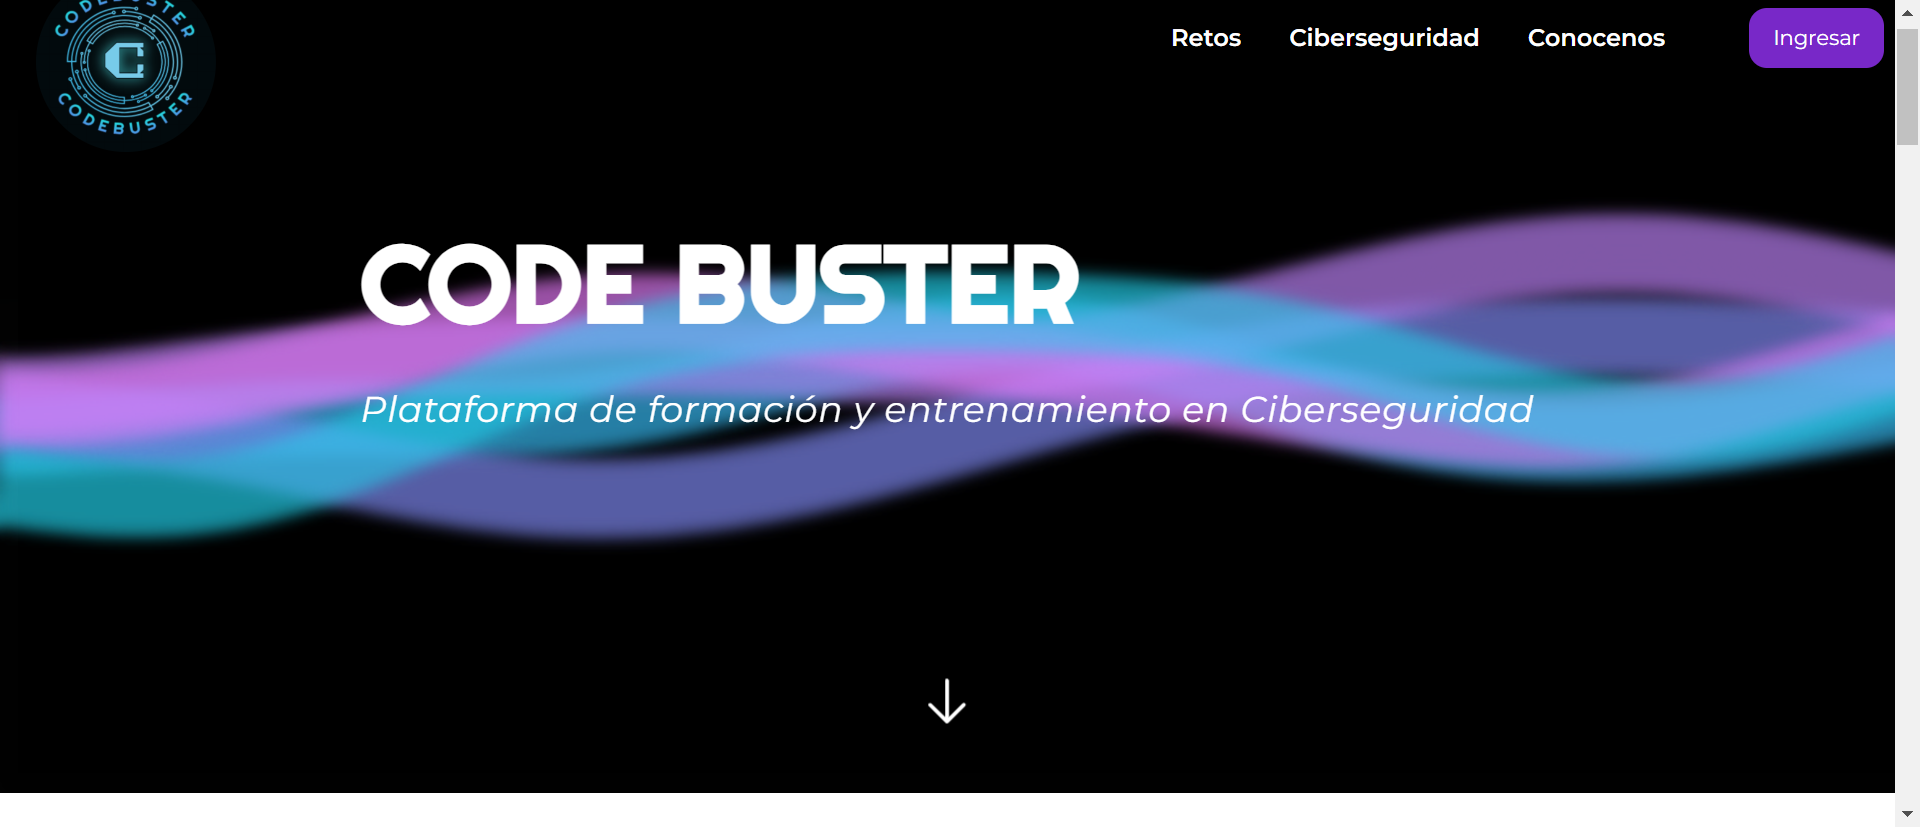 CODEBUSTER
C
CODEBUSTER
Retos Ciberseguridad Conocenos Ingresar
CODE BUSTER
Plataforma de formación y entrenamiento en Ciberseguridad